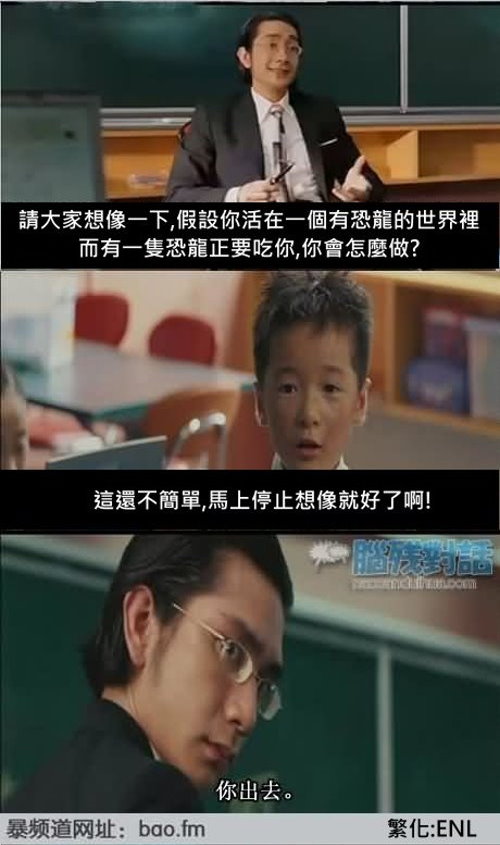 請大家想像一下,假設你活在一個有恐龍的世界裡
而有一隻恐龍正要吃你,你會怎麼做?
這還不簡單,馬上停止想像就好了啊!
腦殘對話
naocanduihua.com
你出去。
暴频道网址：bao.fm
繁化:ENL